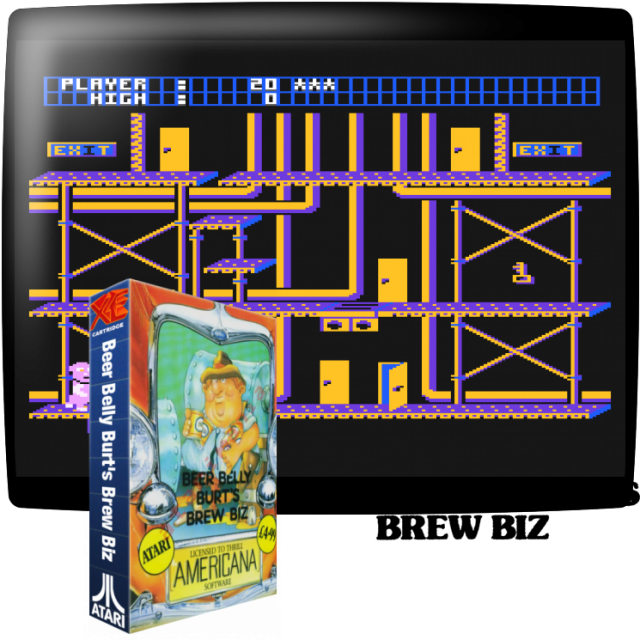 PLAYER : 20 ***
HIGH : 0
EXIT
EXIT
XE
CARTRIDGE
Beer Belly Burt's Brew Biz
ATARI
BEER BELLY
BURT'S
BREW BIZ
ATARI
£4.99
LICENSED TO THRILL
AMERICANA
SOFTWARE
S
BREW BIZ